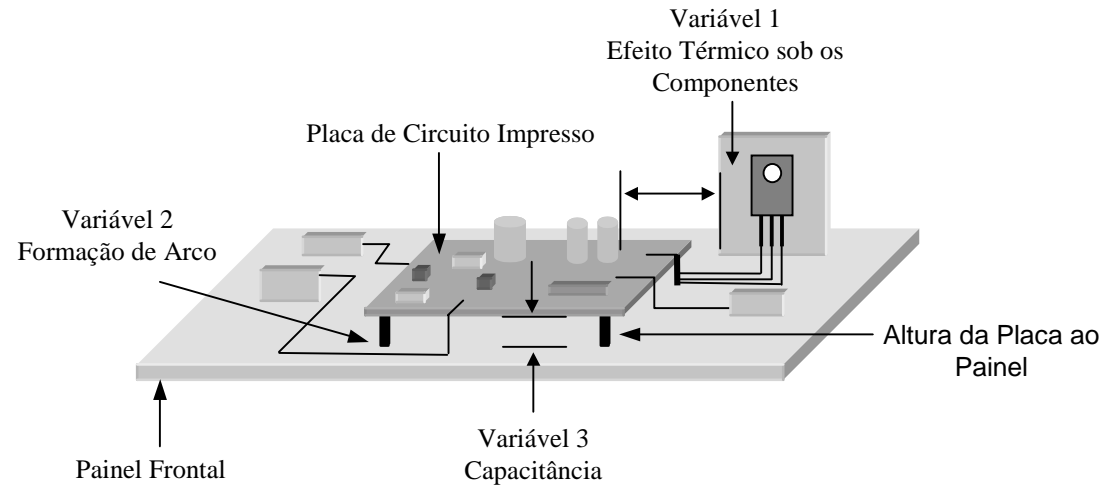 Variável 1
Efeito Térmico sob os
Componentes
Placa de Circuito Impresso
Variável 2
Formação de Arco
Altura da Placa ao
Painel
Variável 3
Capacitância
Painel Frontal